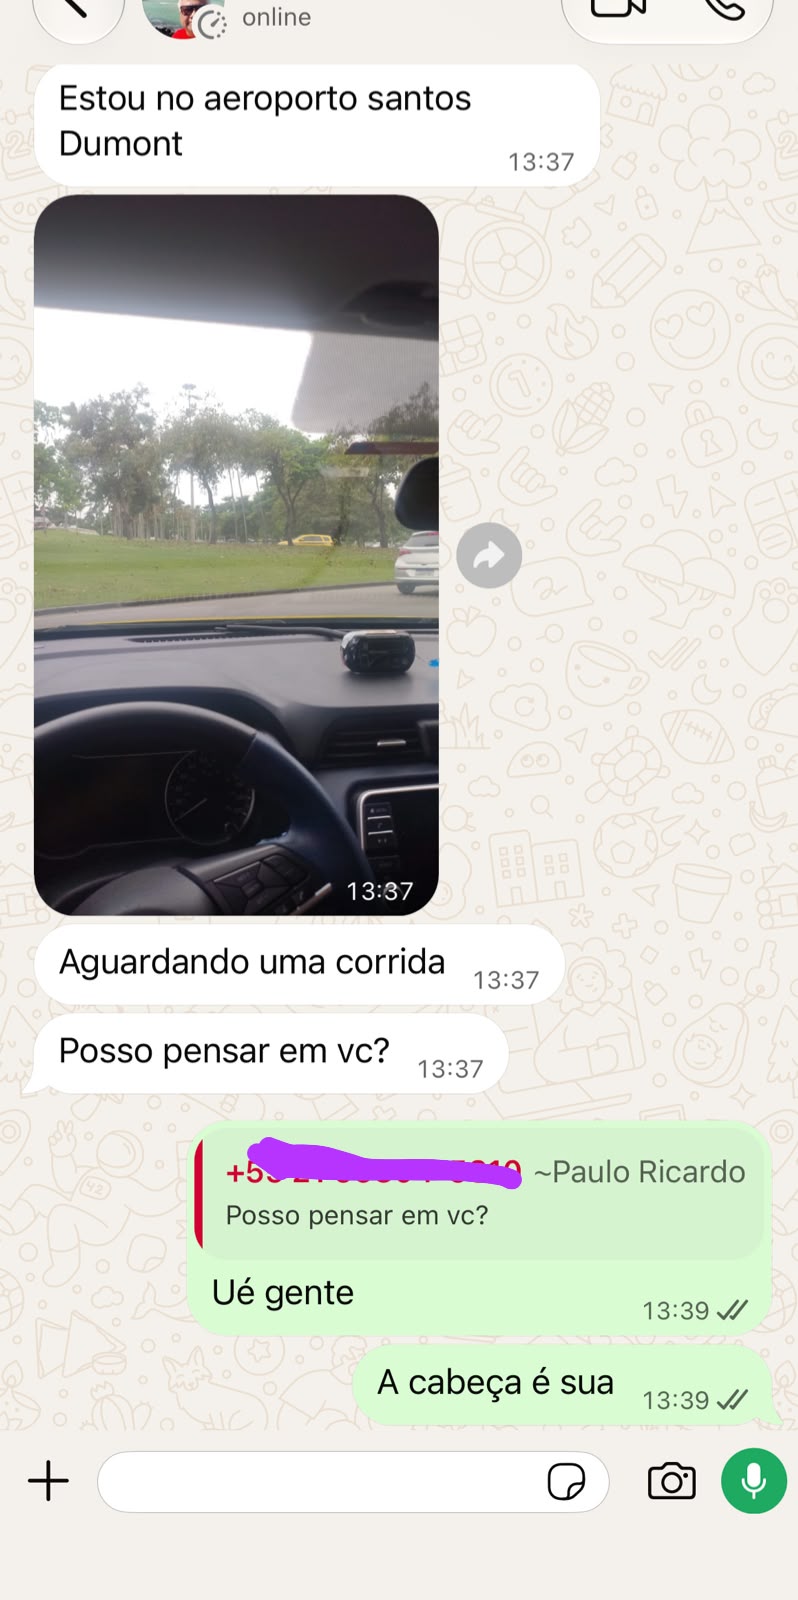 online
Estou no aeroporto santos
Dumont
13:37
13:37
Aguardando uma corrida
13:37
Posso pensar em vc?
13:37
~Paulo Ricardo
Posso pensar em vc?
Ué gente
13:39
A cabeça é sua
13:39